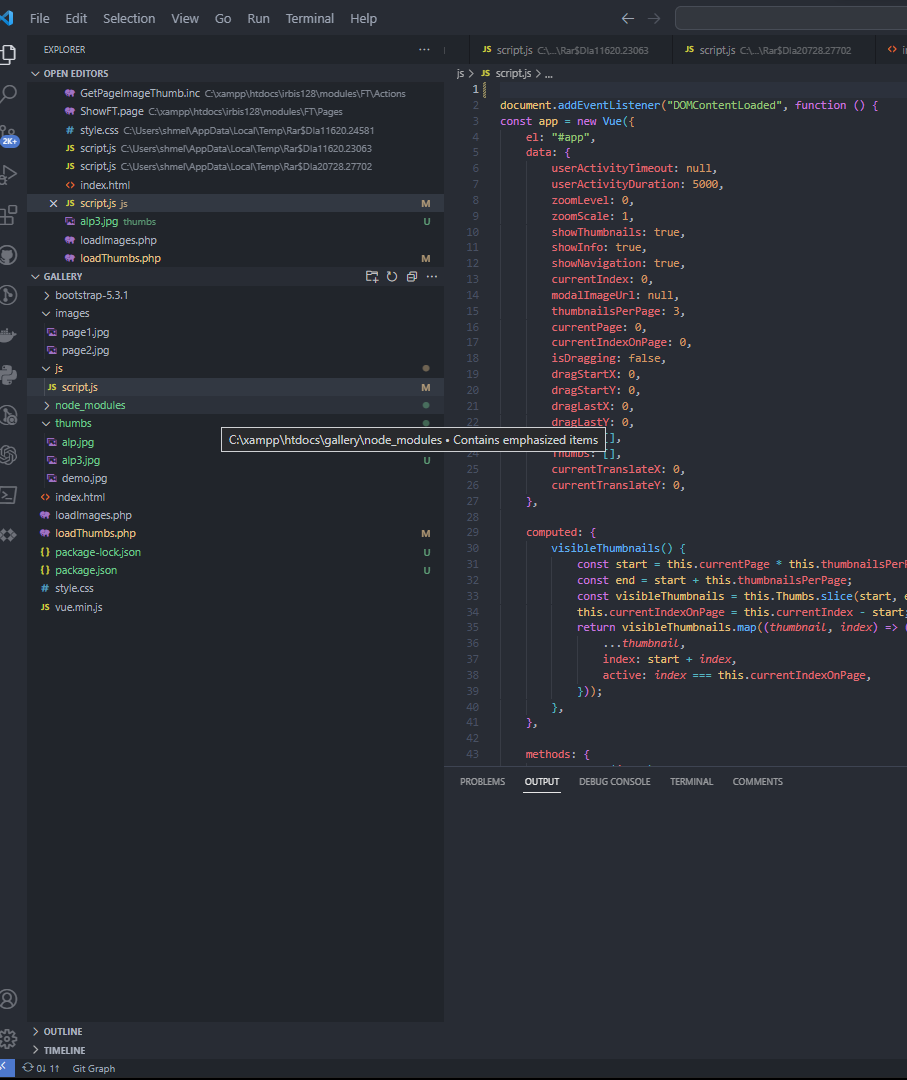 File Edit Selection View Go Run Terminal Help
EXPLORER
script.js C:\...\Rar$DIa11620.23063
script.js C:\...\Rar$DIa20728.27702
OPEN EDITORS
GetPageImageThumb.inc C:\xampp\htdocs\irbis128\modules\FT\Actions
ShowFT.page C:\xampp\htdocs\irbis128\modules\FT\Pages
# style.css C:\Users\shmel\AppData\Local\Temp\Rar$DIa11620.24581
JS script.js C:\Users\shmel\AppData\Local\Temp\Rar$DIa11620.23063
JS script.js C:\Users\shmel\AppData\Local\Temp\Rar$DIa20728.27702
<> index.html
JS script.js js M
alp3.jpg thumbs U
loadImages.php
loadThumbs.php M
2K+
GALLERY
bootstrap-5.3.1
images
page1.jpg
page2.jpg
js
JS script.js M
node_modules
thumbs
alp.jpg
alp3.jpg U
demo.jpg
<> index.html
loadImages.php
loadThumbs.php M
{} package-lock.json U
{} package.json U
# style.css
JS vue.min.js
C:\xampp\htdocs\gallery\node_modules • Contains emphasized items
js > JS script.js > ...
1
2 document.addEventListener("DOMContentLoaded", function () {
3 const app = new Vue({
4 el: "#app",
5 data: {
6 userActivityTimeout: null,
7 userActivityDuration: 5000,
8 zoomLevel: 0,
9 zoomScale: 1,
10 showThumbnails: true,
11 showInfo: true,
12 showNavigation: true,
13 currentIndex: 0,
14 modalImageUrl: null,
15 thumbnailsPerPage: 3,
16 currentPage: 0,
17 currentIndexOnPage: 0,
18 isDragging: false,
19 dragStartX: 0,
20 dragStartY: 0,
21 dragLastX: 0,
22 dragLastY: 0,
[],
24 Thumbs: [],
25 currentTranslateX: 0,
26 currentTranslateY: 0,
27 },
28
29 computed: {
30 visibleThumbnails() {
31 const start = this.currentPage * this.thumbnailsPerP
32 const end = start + this.thumbnailsPerPage;
33 const visibleThumbnails = this.Thumbs.slice(start, e
34 this.currentIndexOnPage = this.currentIndex - start;
35 return visibleThumbnails.map((thumbnail, index) => (
36 ...thumbnail,
37 index: start + index,
38 active: index === this.currentIndexOnPage,
39 }));
40 },
41 },
42
43 methods: {
PROBLEMS OUTPUT DEBUG CONSOLE TERMINAL COMMENTS
OUTLINE
TIMELINE
0↓ 1↑ Git Graph